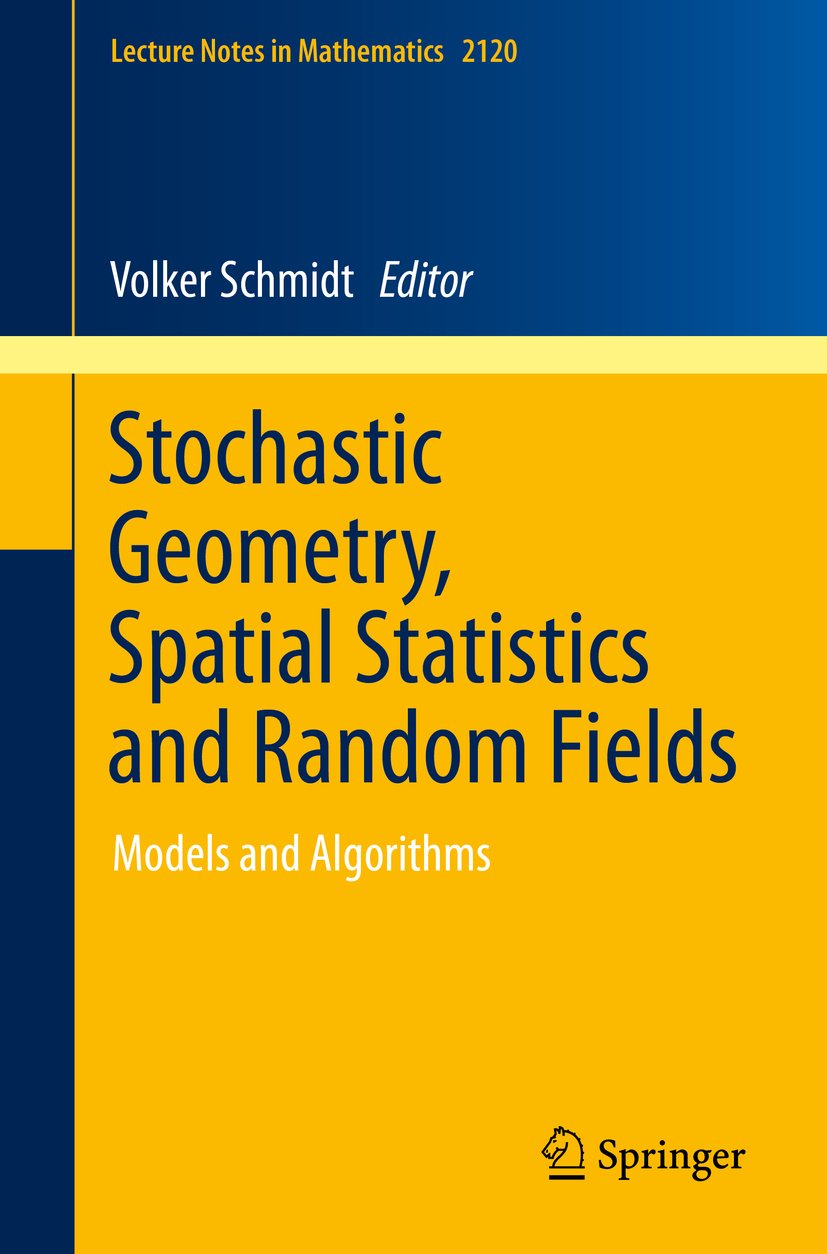 Lecture Notes in Mathematics 2120
Volker Schmidt Editor
Stochastic
Geometry,
Spatial Statistics
and Random Fields
Models and Algorithms
Springer